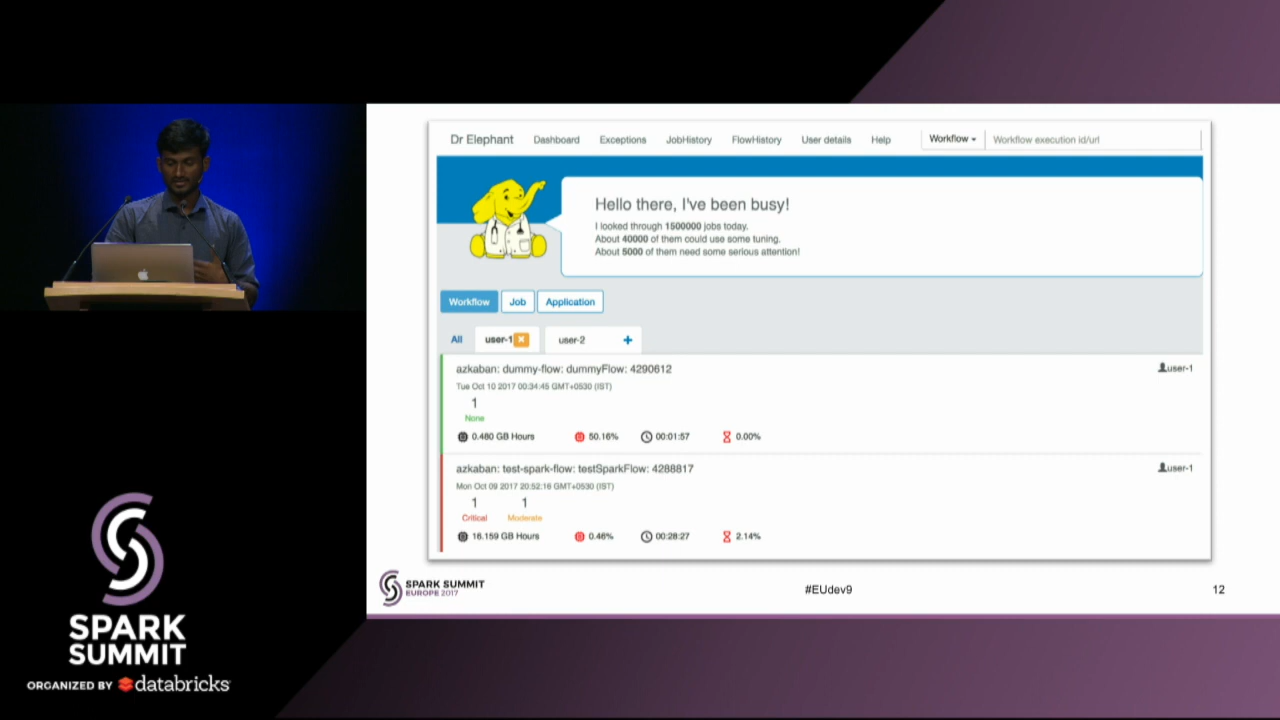 Dr Elephant Dashboard Exceptions JobHistory FlowHistory User details Help Workflow Workflow execution id/url
Hello there, I've been busy!
I looked through 1500000 jobs today.
About 40000 of them could use some tuning.
About 5000 of them need some serious attention!
Workflow Job Application
All user-1 user-2 +
azkaban: dummy-flow: dummyFlow: 4290612 user-1
Tue Oct 10 2017 00:34:45 GMT+0530 (IST)
1
None
0.480 GB Hours 50.16% 00:01:57 0.00%
azkaban: test-spark-flow: testSparkFlow: 4288817 user-1
Mon Oct 09 2017 20:52:16 GMT+0530 (IST)
1 1
Critical Moderate
16.159 GB Hours 0.46% 00:28:27 2.14%
SPARK SUMMIT
EUROPE 2017
#EUdev9
12
SPARK
SUMMIT
ORGANIZED BY databricks